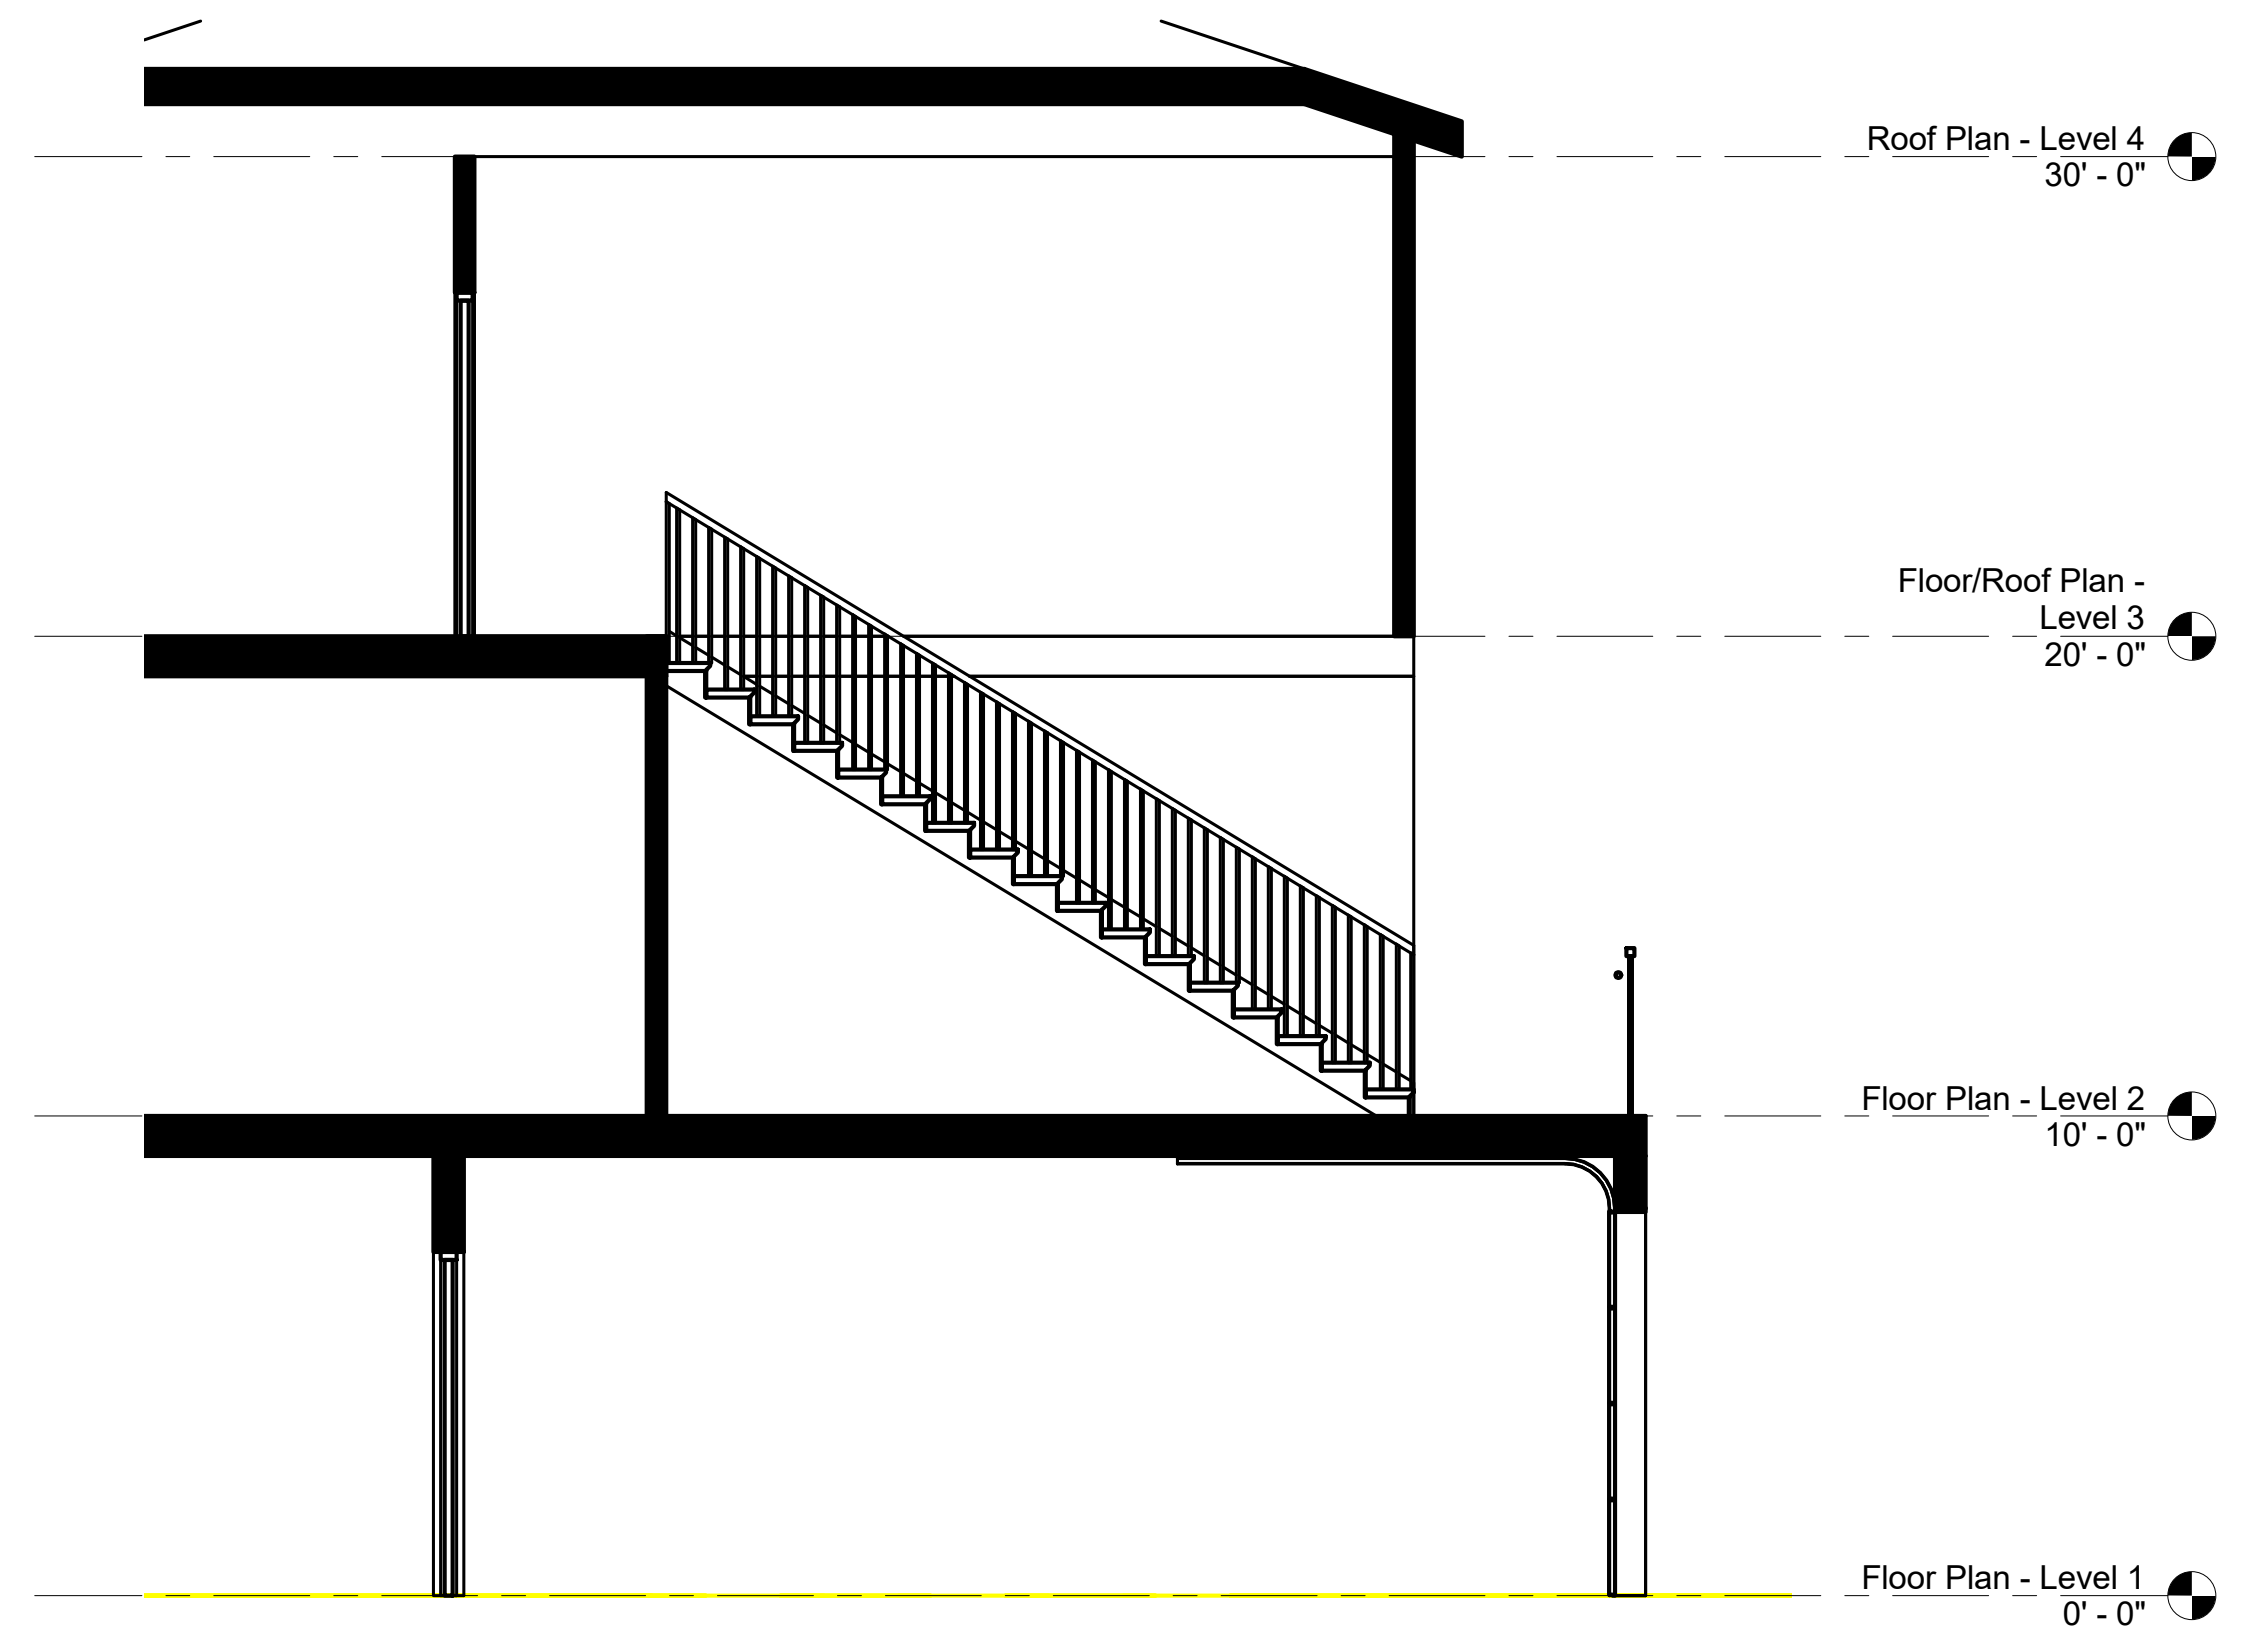 Roof Plan - Level 4
30' - 0"
Floor/Roof Plan -
Level 3
20' - 0"
Floor Plan - Level 2
10' - 0"
Floor Plan - Level 1
0' - 0"